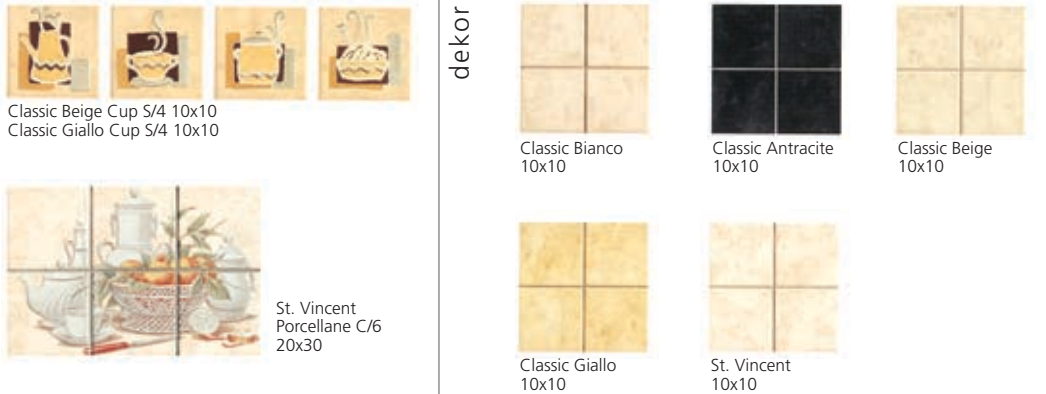 Classic Beige Cup S/4 10x10
Classic Giallo Cup S/4 10x10
St. Vincent
Porcellane C/6
20x30
dekor
Classic Bianco
10x10
Classic Antracite
10x10
Classic Beige
10x10
Classic Giallo
10x10
St. Vincent
10x10